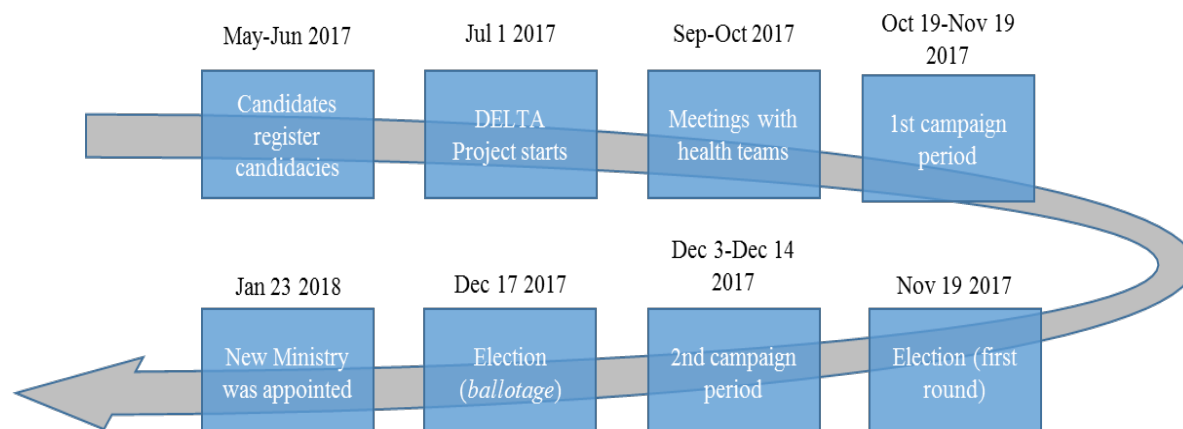 May-Jun 2017
Candidates
register
candidacies
Jul 1 2017
DELTA
Project starts
Sep-Oct 2017
Meetings with
health teams
Oct 19-Nov 19
2017
1st campaign
period
Nov 19 2017
Election (first
round)
Dec 3-Dec 14
2017
2nd campaign
period
Dec 17 2017
Election
(ballotage)
Jan 23 2018
New Ministry
was appointed